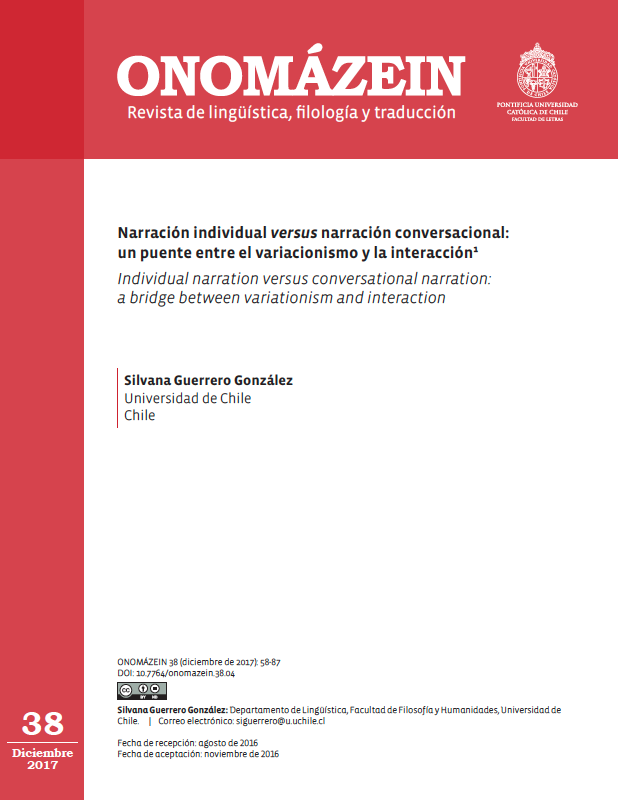 ONOMÁZEIN
Revista de lingüística, filología y traducción
PONTIFICIA UNIVERSIDAD
CATÓLICA DE CHILE
FACULTAD DE LETRAS
Narración individual versus narración conversacional:
un puente entre el variacionismo y la interacción¹
Individual narration versus conversational narration:
a bridge between variationism and interaction
Silvana Guerrero González
Universidad de Chile
Chile
ONOMÁZEIN 38 (diciembre de 2017): 58-87
DOI: 10.7764/onomazein.38.04
cc BY ND
Silvana Guerrero González: Departamento de Lingüística, Facultad de Filosofía y Humanidades, Universidad de
Chile. | Correo electrónico: siguerrero@u.uchile.cl
Fecha de recepción: agosto de 2016
Fecha de aceptación: noviembre de 2016
38
Diciembre
2017